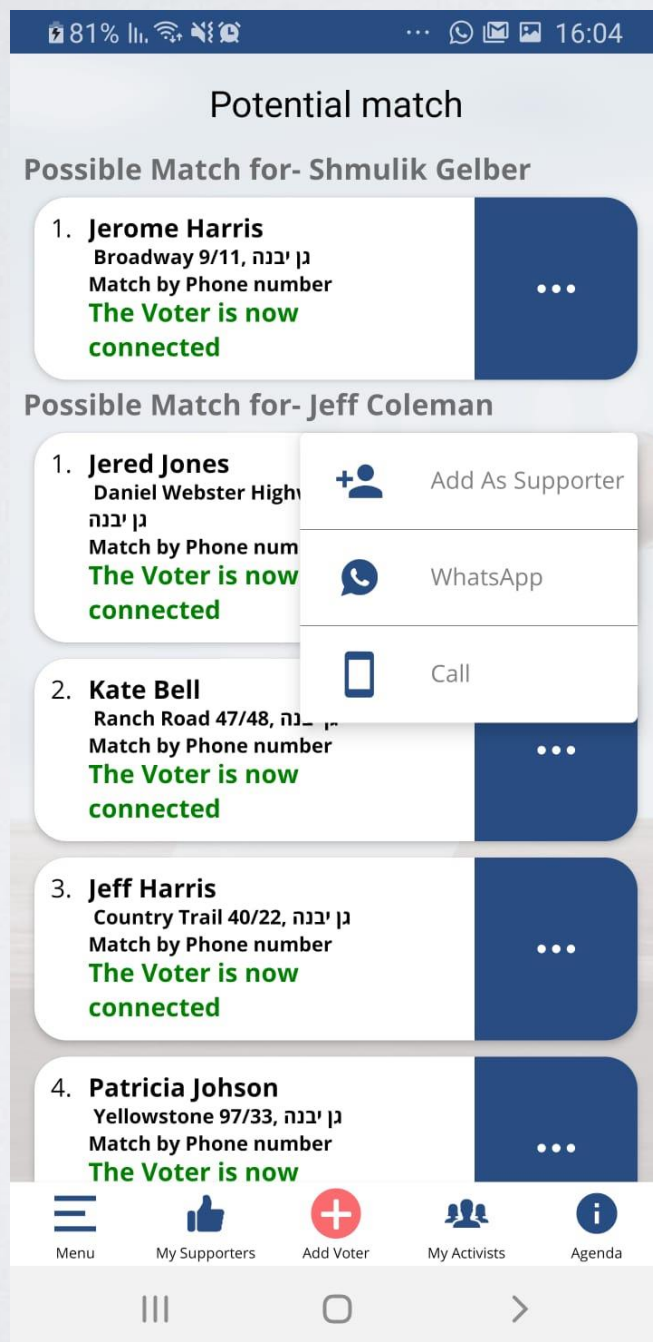 81% 16:04
Potential match
Possible Match for- Shmulik Gelber
1. Jerome Harris
Broadway 9/11, גן יבנה
Match by Phone number
The Voter is now
connected
Possible Match for- Jeff Coleman
1. Jered Jones
Daniel Webster
גן יבנה
Match by Phone
The Voter is now
connected
Add As Supporter
WhatsApp
Call
2. Kate Bell
Ranch Road 47/48,
Match by Phone number
The Voter is now
connected
3. Jeff Harris
Country Trail 40/22, גן יבנה
Match by Phone number
The Voter is now
connected
4. Patricia Johson
Yellowstone 97/33, גן יבנה
Match by Phone number
The Voter is now
Menu My Supporters Add Voter My Activists Agenda